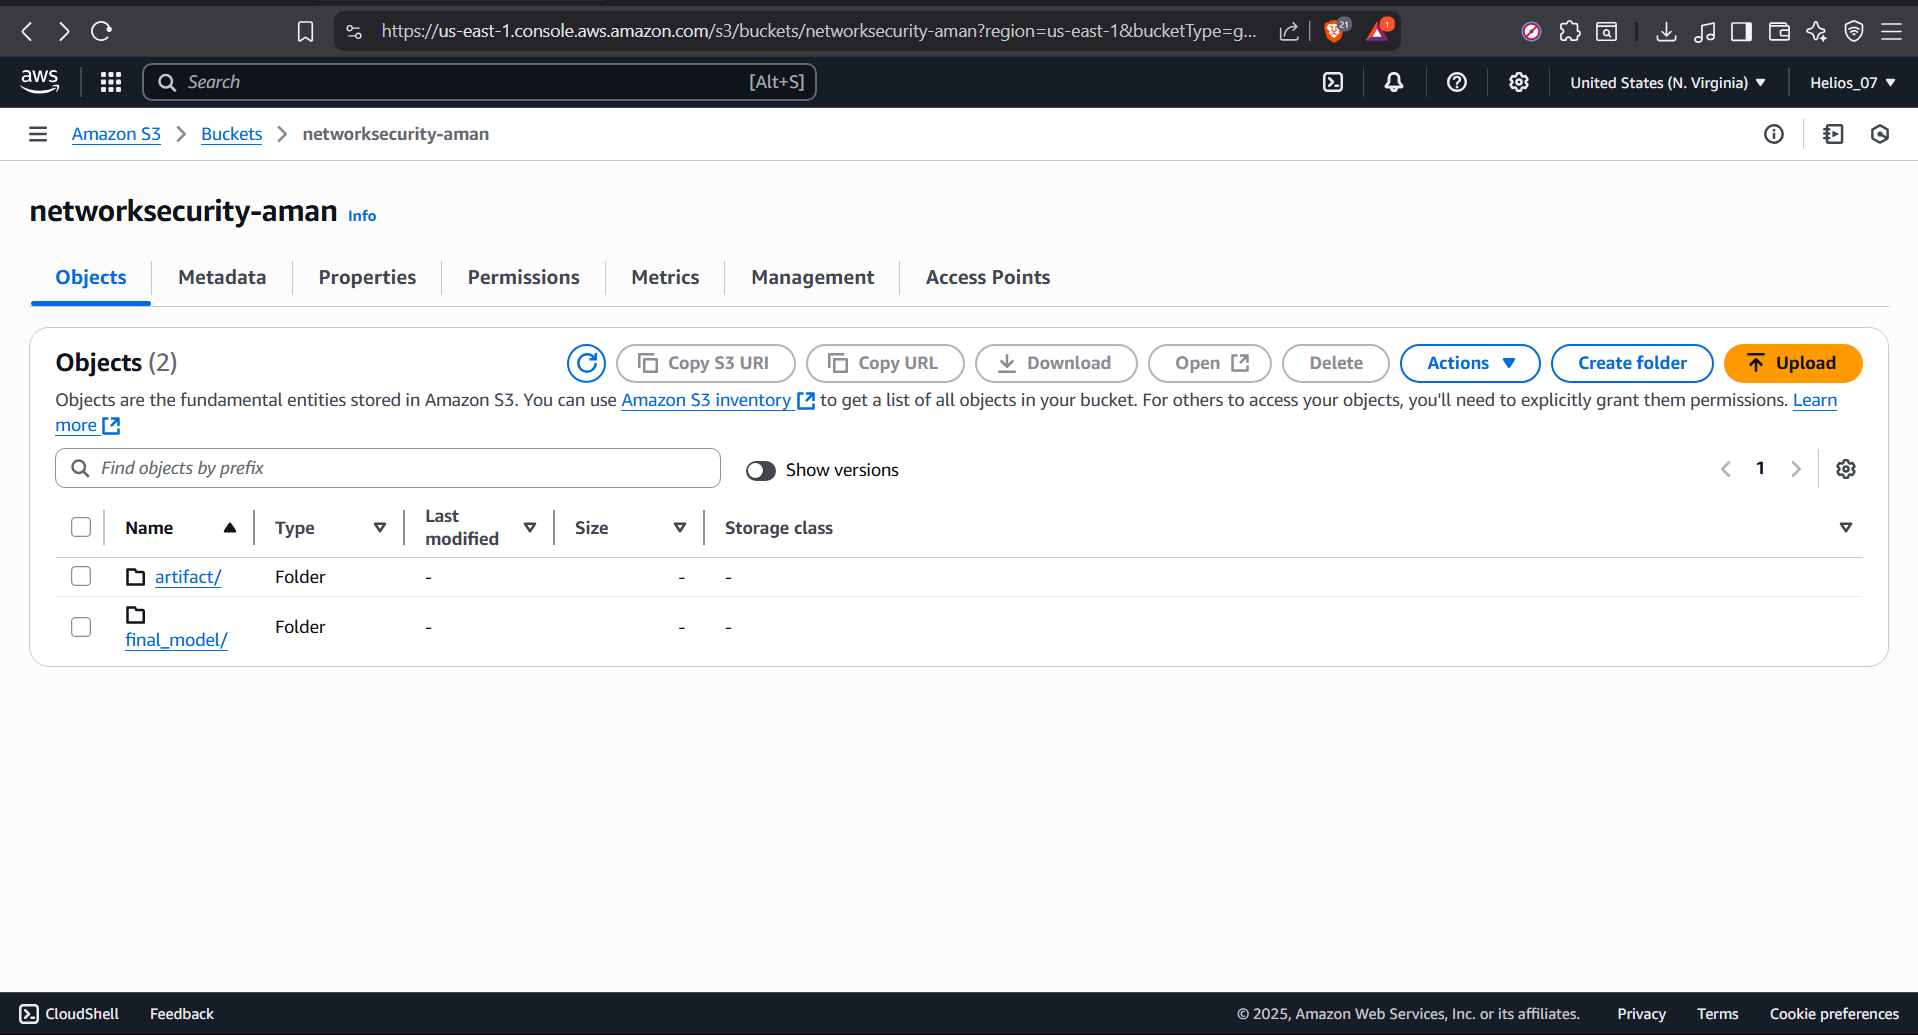 https://us-east-1.console.aws.amazon.com/s3/buckets/networksecurity-aman?region=us-east-1&bucketType=g...
21
1
aws
Search
[Alt+S]
United States (N. Virginia)
Helios_07
Amazon S3
Buckets
networksecurity-aman
networksecurity-aman Info
Objects
Metadata
Properties
Permissions
Metrics
Management
Access Points
Objects (2)
Copy S3 URI
Copy URL
Download
Open
Delete
Actions
Create folder
Upload
Objects are the fundamental entities stored in Amazon S3. You can use Amazon S3 inventory to get a list of all objects in your bucket. For others to access your objects, you'll need to explicitly grant them permissions. Learn
more
Find objects by prefix
Show versions
1
Name
Type
Last
modified
Size
Storage class
artifact/ Folder - - -
final_model/ Folder - - -
CloudShell
Feedback
© 2025, Amazon Web Services, Inc. or its affiliates.
Privacy
Terms
Cookie preferences